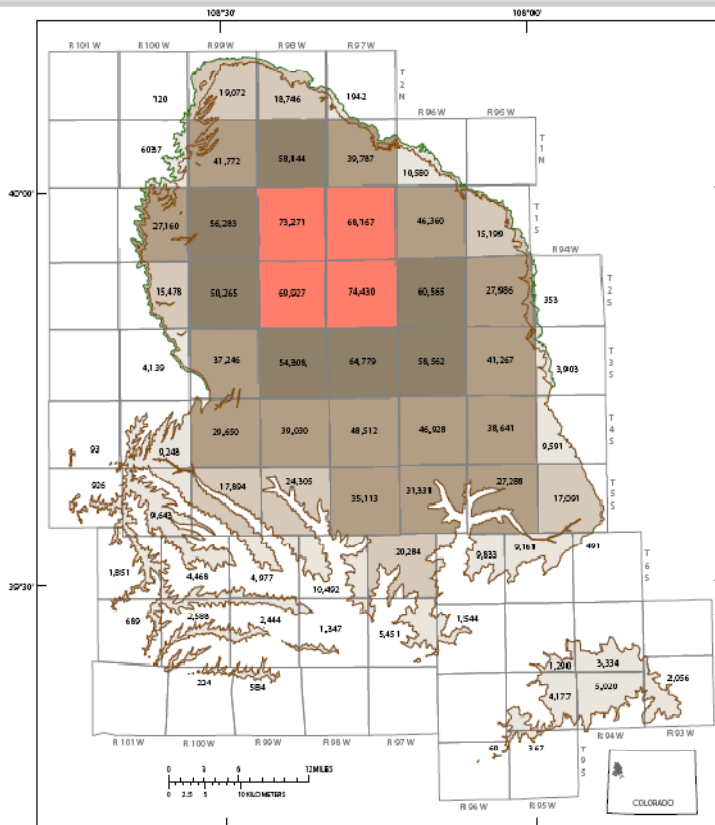 108°30' 108°00'
R 101 W R 100 W R 99 W R 98 W R 97 W
T 2 N
120 19,072 18,746 1942
R 96 W R 95 W
T 1 N
6037 41,772 58,844 39,787 10,580
40°00'
27,160 56,283 73,271 68,167 46,360 15,199
T 1 S
R 94 W
15,478 50,265 69,927 74,430 60,565 27,986 353
T 2 S
4,139 37,246 54,308 64,779 58,562 41,267 3,903
T 3 S
29,650 39,030 48,512 46,928 38,641
T 4 S
93 9,248 9,591
926 17,894 24,305 35,113 31,331 27,288 17,091
T 5 S
9,643
20,284 9,833 9,168 491
T 6 S
39°30'
1,851 4,468 4,977 10,492
689 2,588 2,444 1,347 5,451 1,544
1,290 3,334
224 584 4,177 5,020 2,056
R 101 W R 100 W R 99 W R 98 W R 97 W
R 94 W R 93 W
60 367
T 9 S
0 3 6 12 MILES
0 2.5 5 10 KILOMETERS
R 96 W R 95 W
COLORADO